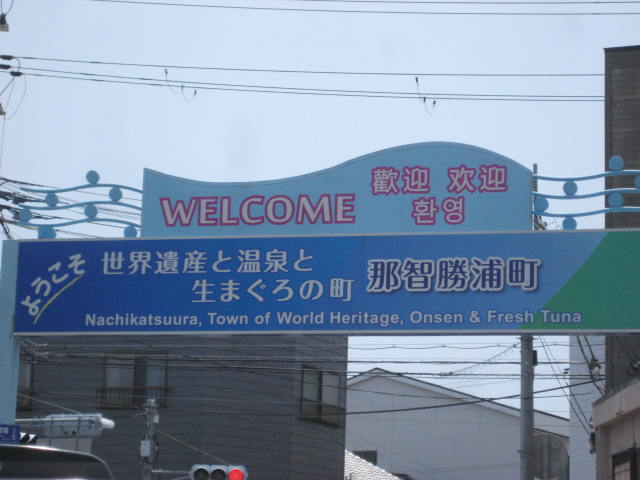 歡迎 欢迎
WELCOME 환영
ようこそ
世界遺産と温泉と
生まぐろの町 那智勝浦町
Nachikatsuura, Town of World Heritage, Onsen & Fresh Tuna